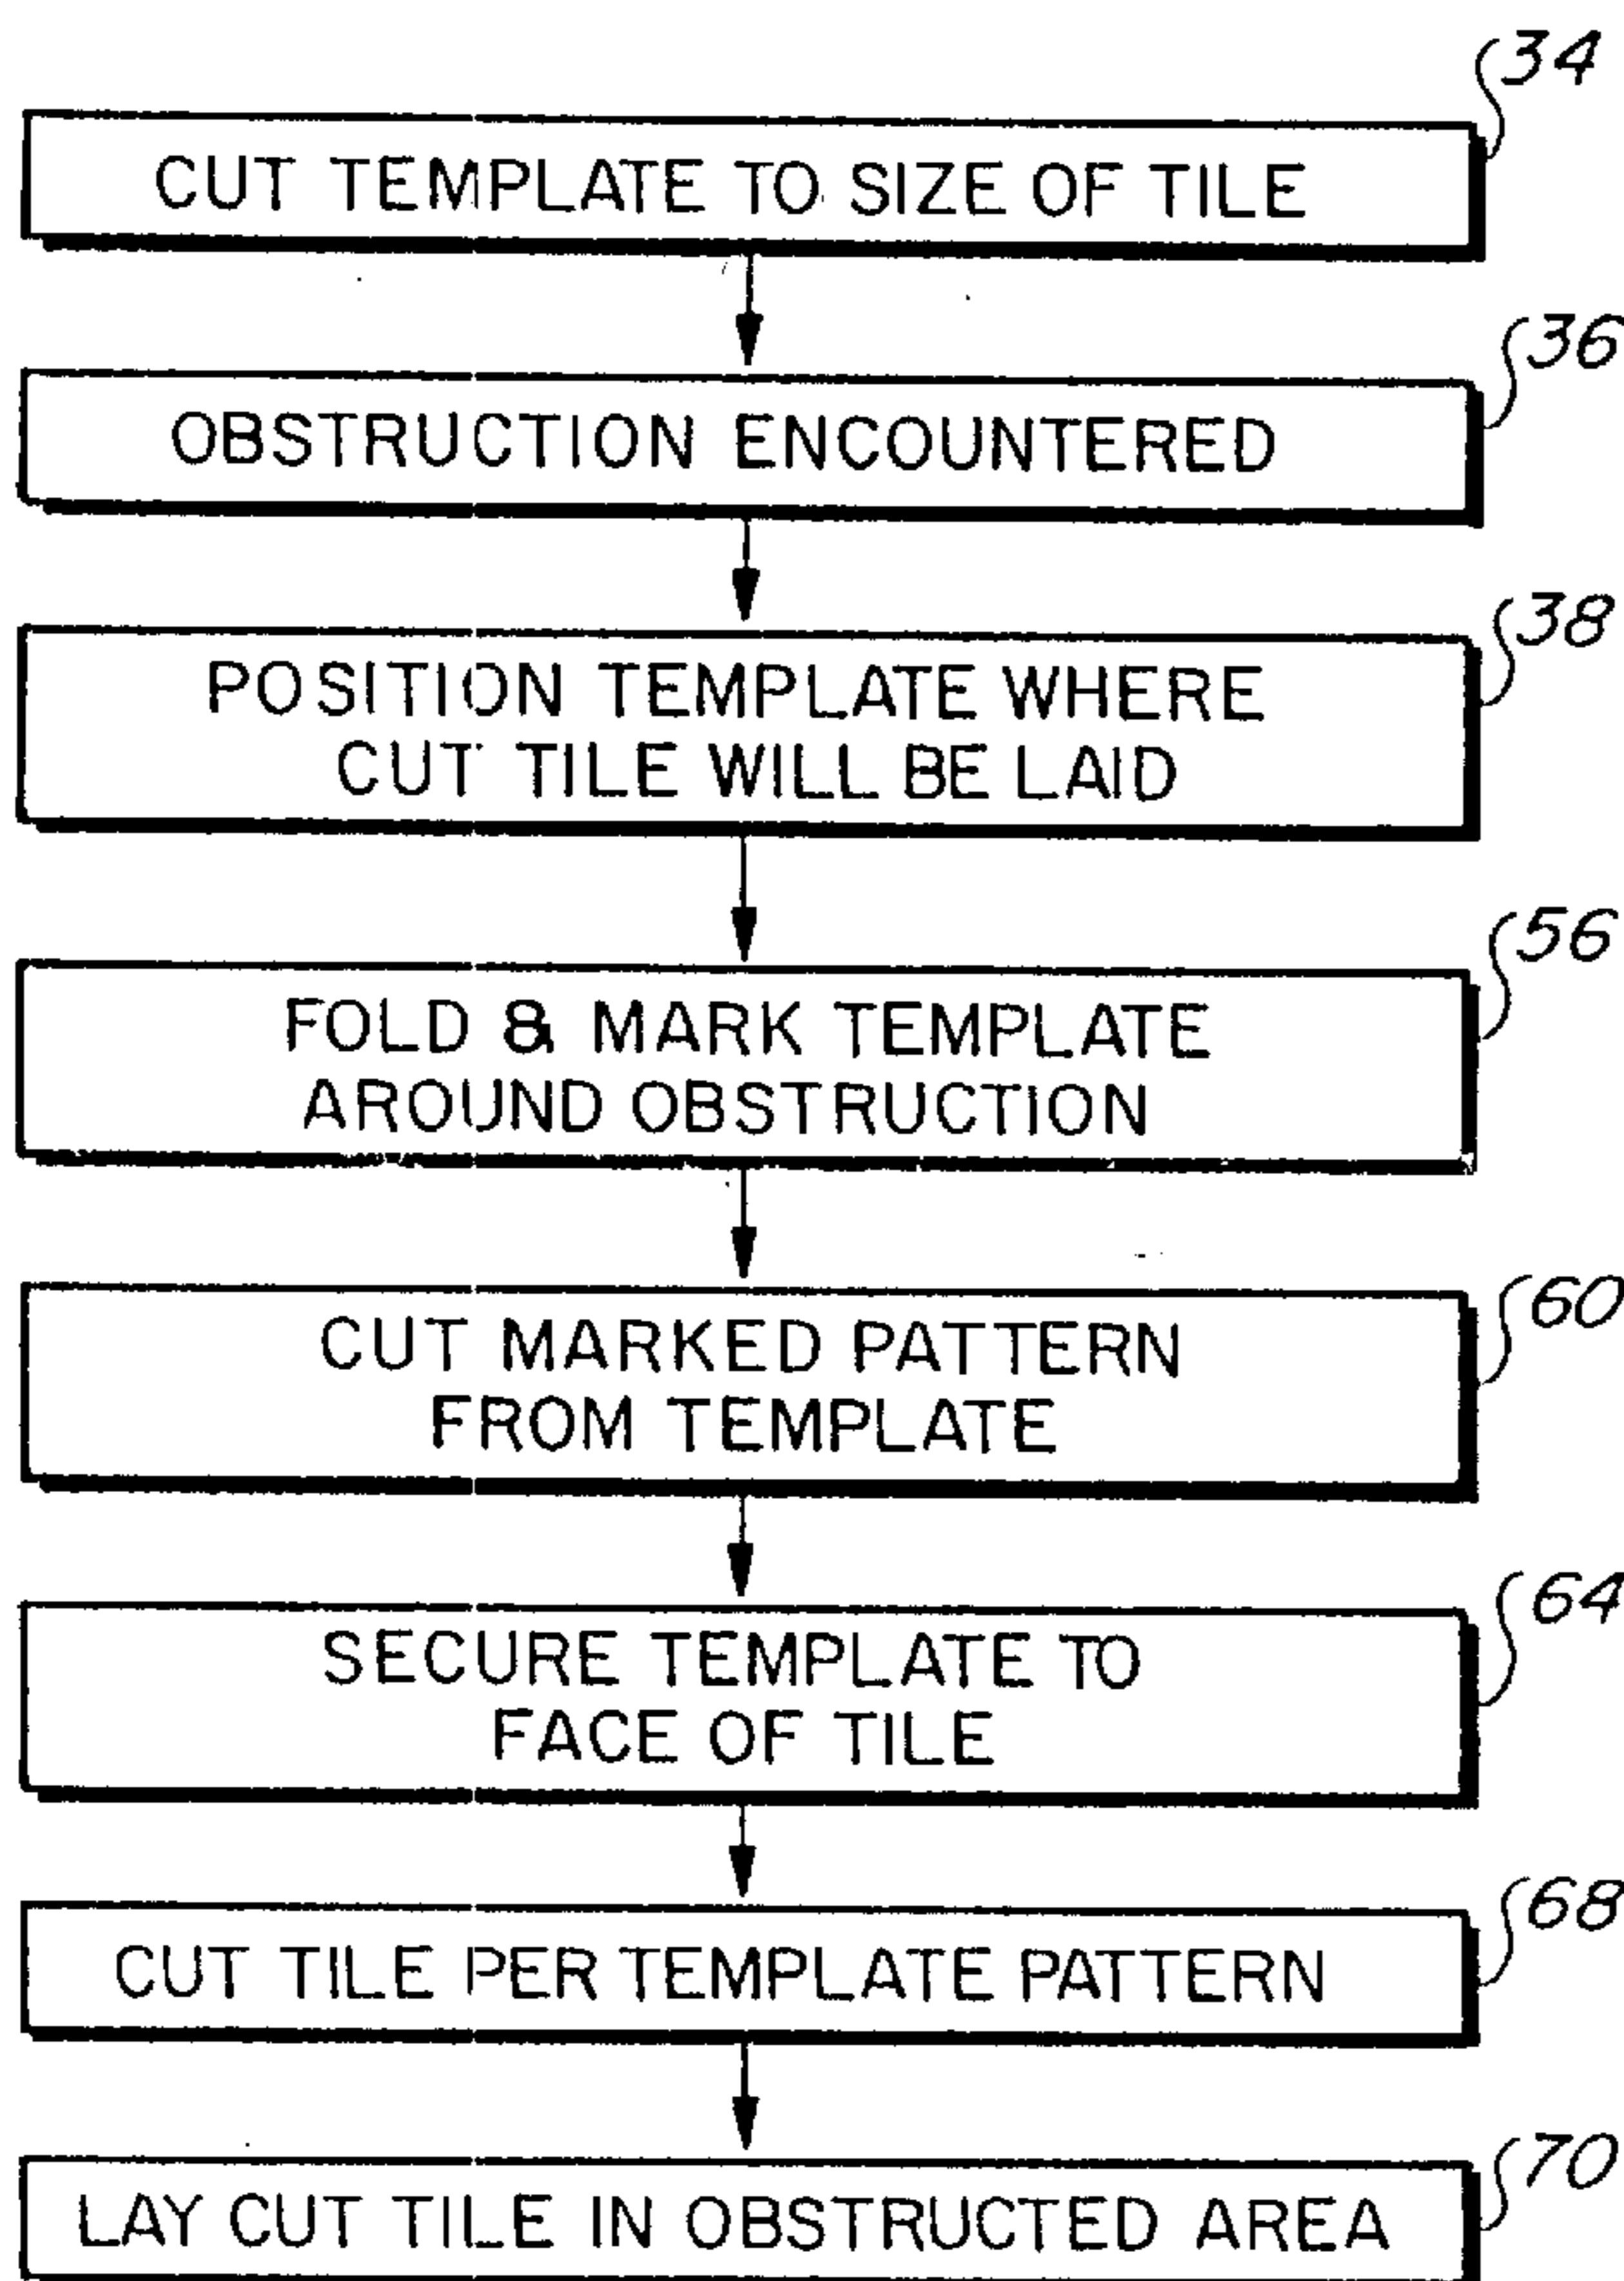 34
CUT TEMPLATE TO SIZE OF TILE
36
OBSTRUCTION ENCOUNTERED
38
POSITION TEMPLATE WHERE
CUT TILE WILL BE LAID
56
FOLD & MARK TEMPLATE
AROUND OBSTRUCTION
60
CUT MARKED PATTERN
FROM TEMPLATE
64
SECURE TEMPLATE TO
FACE OF TILE
68
CUT TILE PER TEMPLATE PATTERN
70
LAY CUT TILE IN OBSTRUCTED AREA